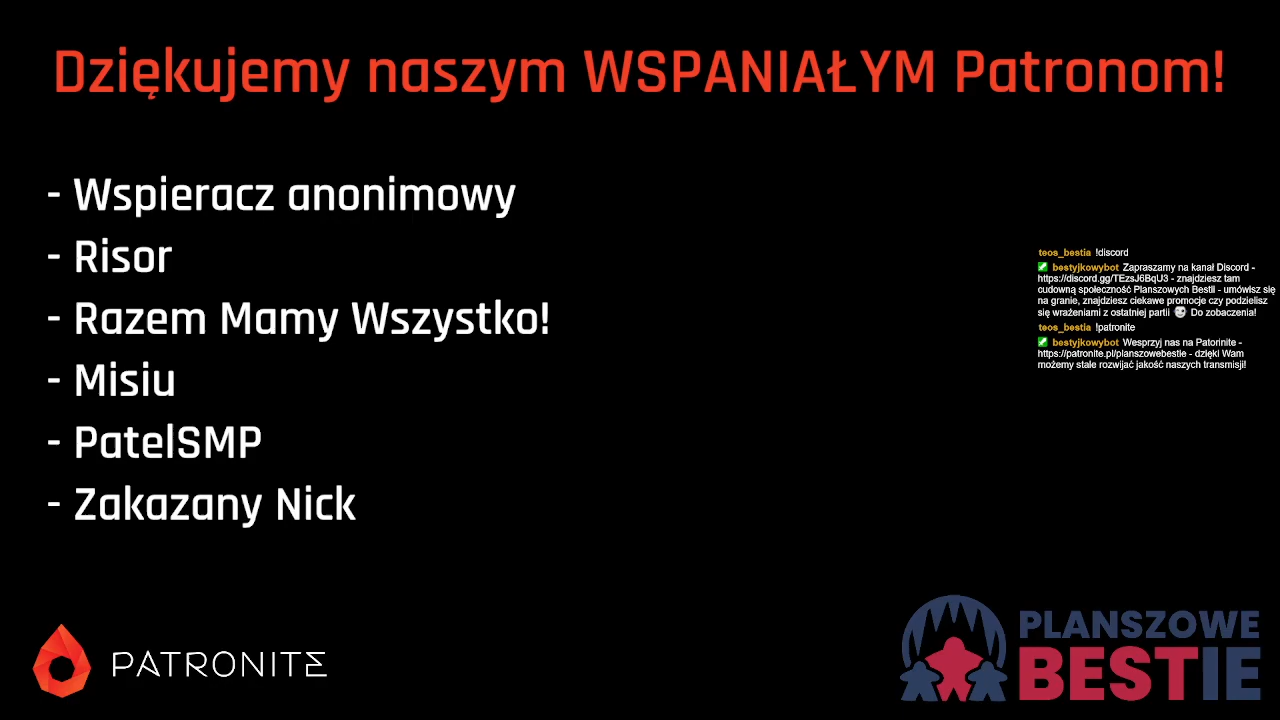 Dziękujemy naszym WSPANIAŁYM Patronom!
- Wspieracz anonimowy
- Risor
- Razem Mamy Wszystko!
- Misiu
- PatelSMP
- Zakazany Nick
teos_bestia !discord
bestyjkowybot Zapraszamy na kanał Discord -
https://discord.gg/TEzsJ6BqU3 - znajdziesz tam
cudowną społeczność Planszowych Bestii - umówisz się
na granie, znajdziesz ciekawe promocje czy podzielisz
się wrażeniami z ostatniej partii Do zobaczenia!
teos_bestia !patronite
bestyjkowybot Wesprzyj nas na Patorinite -
https://patronite.pl/planszowebestie - dzięki Wam
możemy stale rozwijać jakość naszych transmisji!
PATRONITE
PLANSZOWE
BESTIE